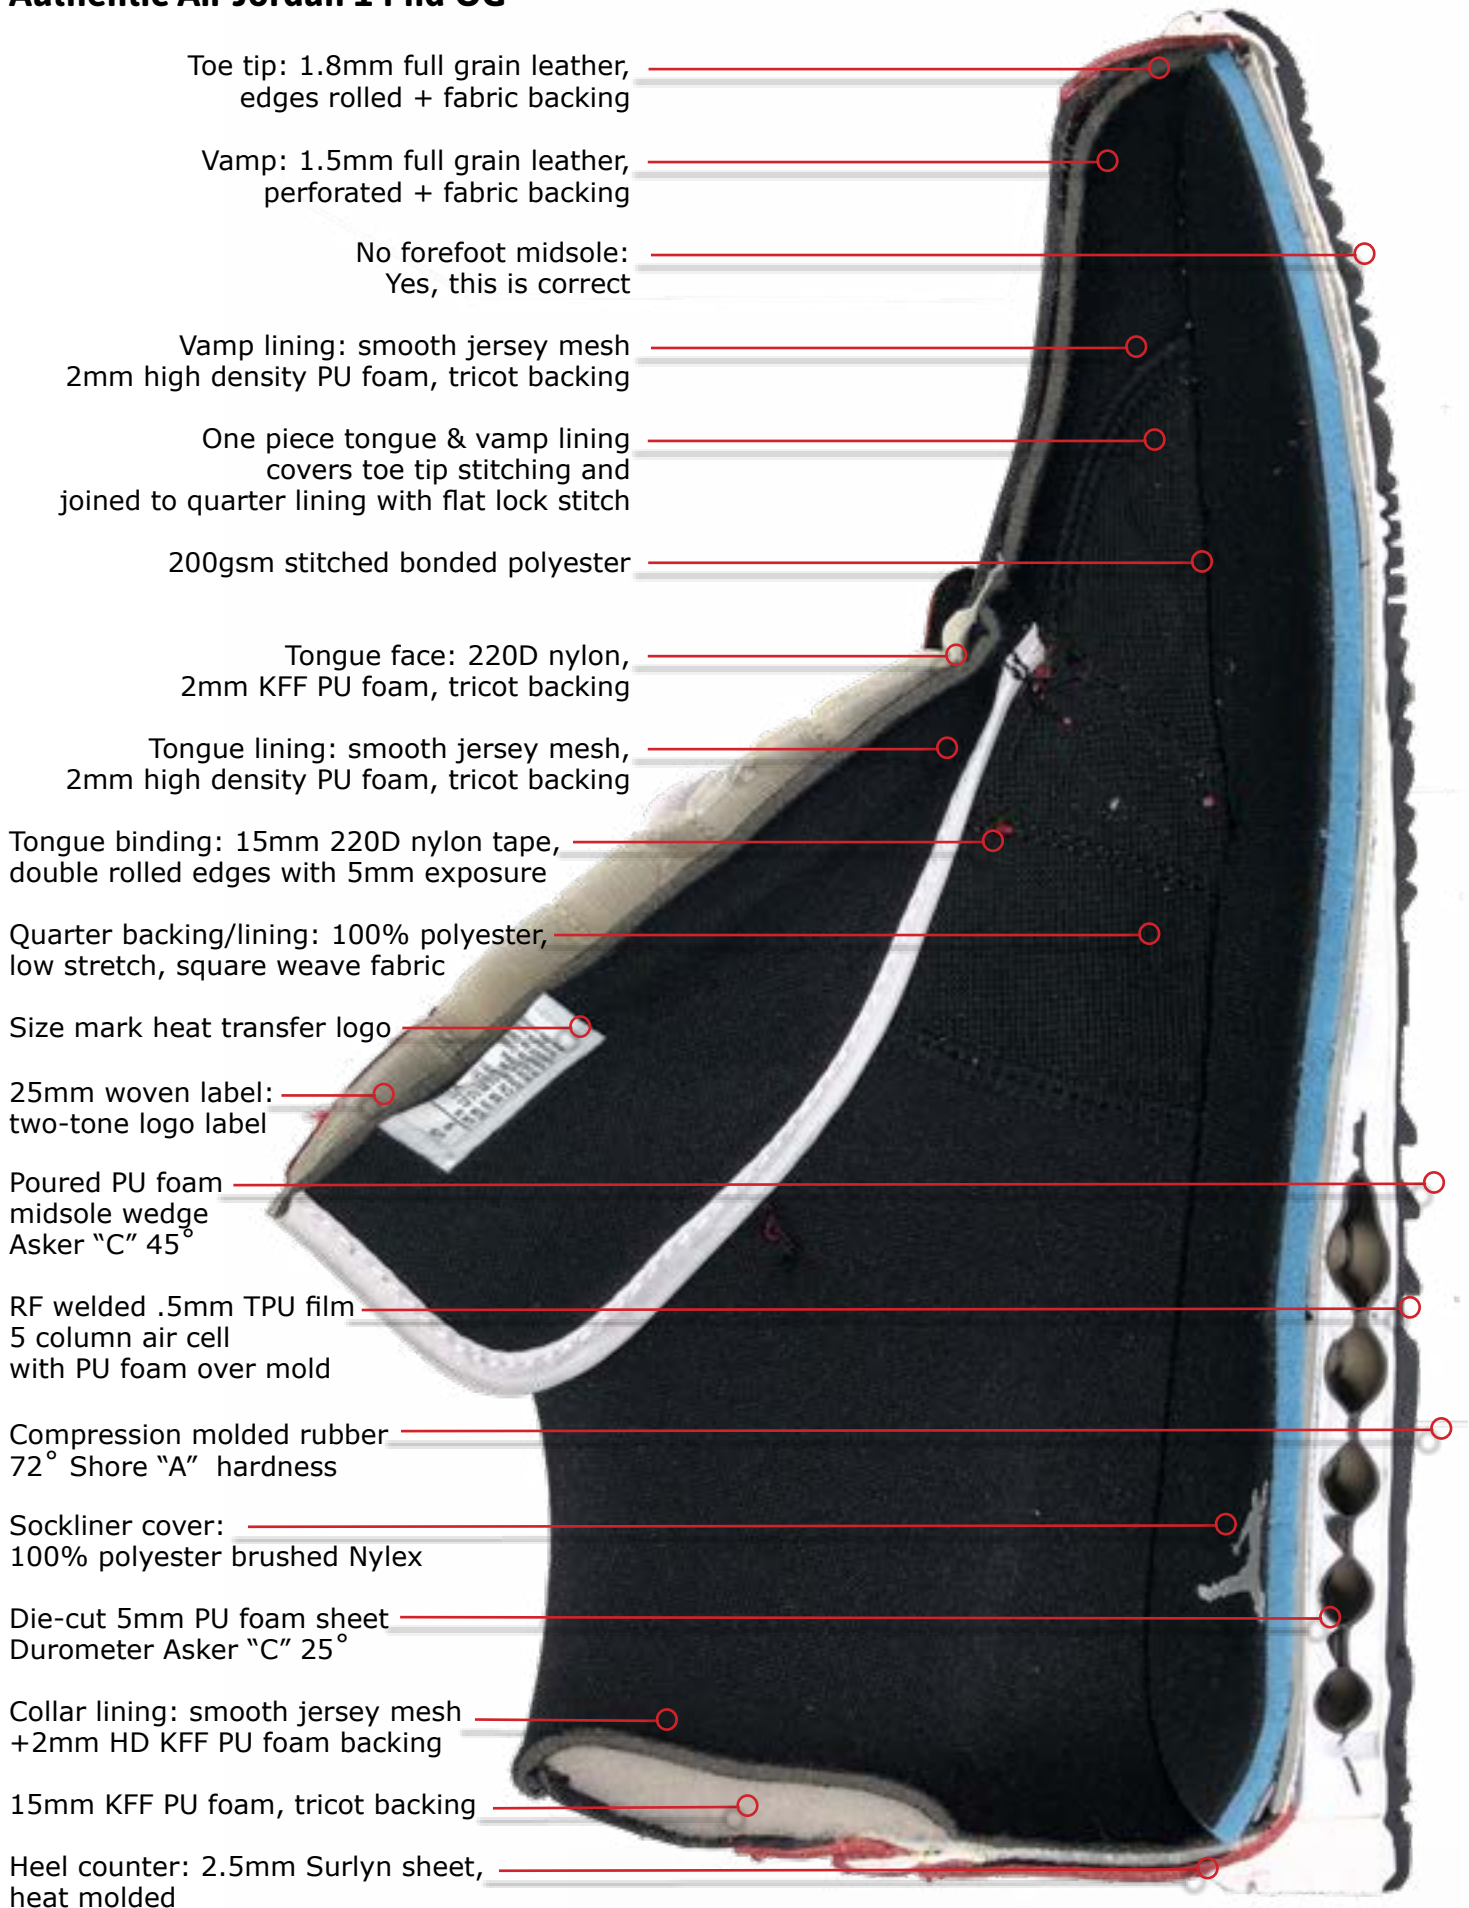 Authentic Air Jordan 1 Mid OG
Toe tip: 1.8mm full grain leather,
edges rolled + fabric backing
Vamp: 1.5mm full grain leather,
perforated + fabric backing
No forefoot midsole:
Yes, this is correct
Vamp lining: smooth jersey mesh
2mm high density PU foam, tricot backing
One piece tongue & vamp lining
covers toe tip stitching and
joined to quarter lining with flat lock stitch
200gsm stitched bonded polyester
Tongue face: 220D nylon,
2mm KFF PU foam, tricot backing
Tongue lining: smooth jersey mesh,
2mm high density PU foam, tricot backing
Tongue binding: 15mm 220D nylon tape,
double rolled edges with 5mm exposure
Quarter backing/lining: 100% polyester,
low stretch, square weave fabric
Size mark heat transfer logo
25mm woven label:
two-tone logo label
Poured PU foam
midsole wedge
Asker “C” 45˚
RF welded .5mm TPU film
5 column air cell
with PU foam over mold
Compression molded rubber
72˚ Shore “A” hardness
Sockliner cover:
100% polyester brushed Nylex
Die-cut 5mm PU foam sheet
Durometer Asker “C” 25˚
Collar lining: smooth jersey mesh
+2mm HD KFF PU foam backing
15mm KFF PU foam, tricot backing
Heel counter: 2.5mm Surlyn sheet,
heat molded